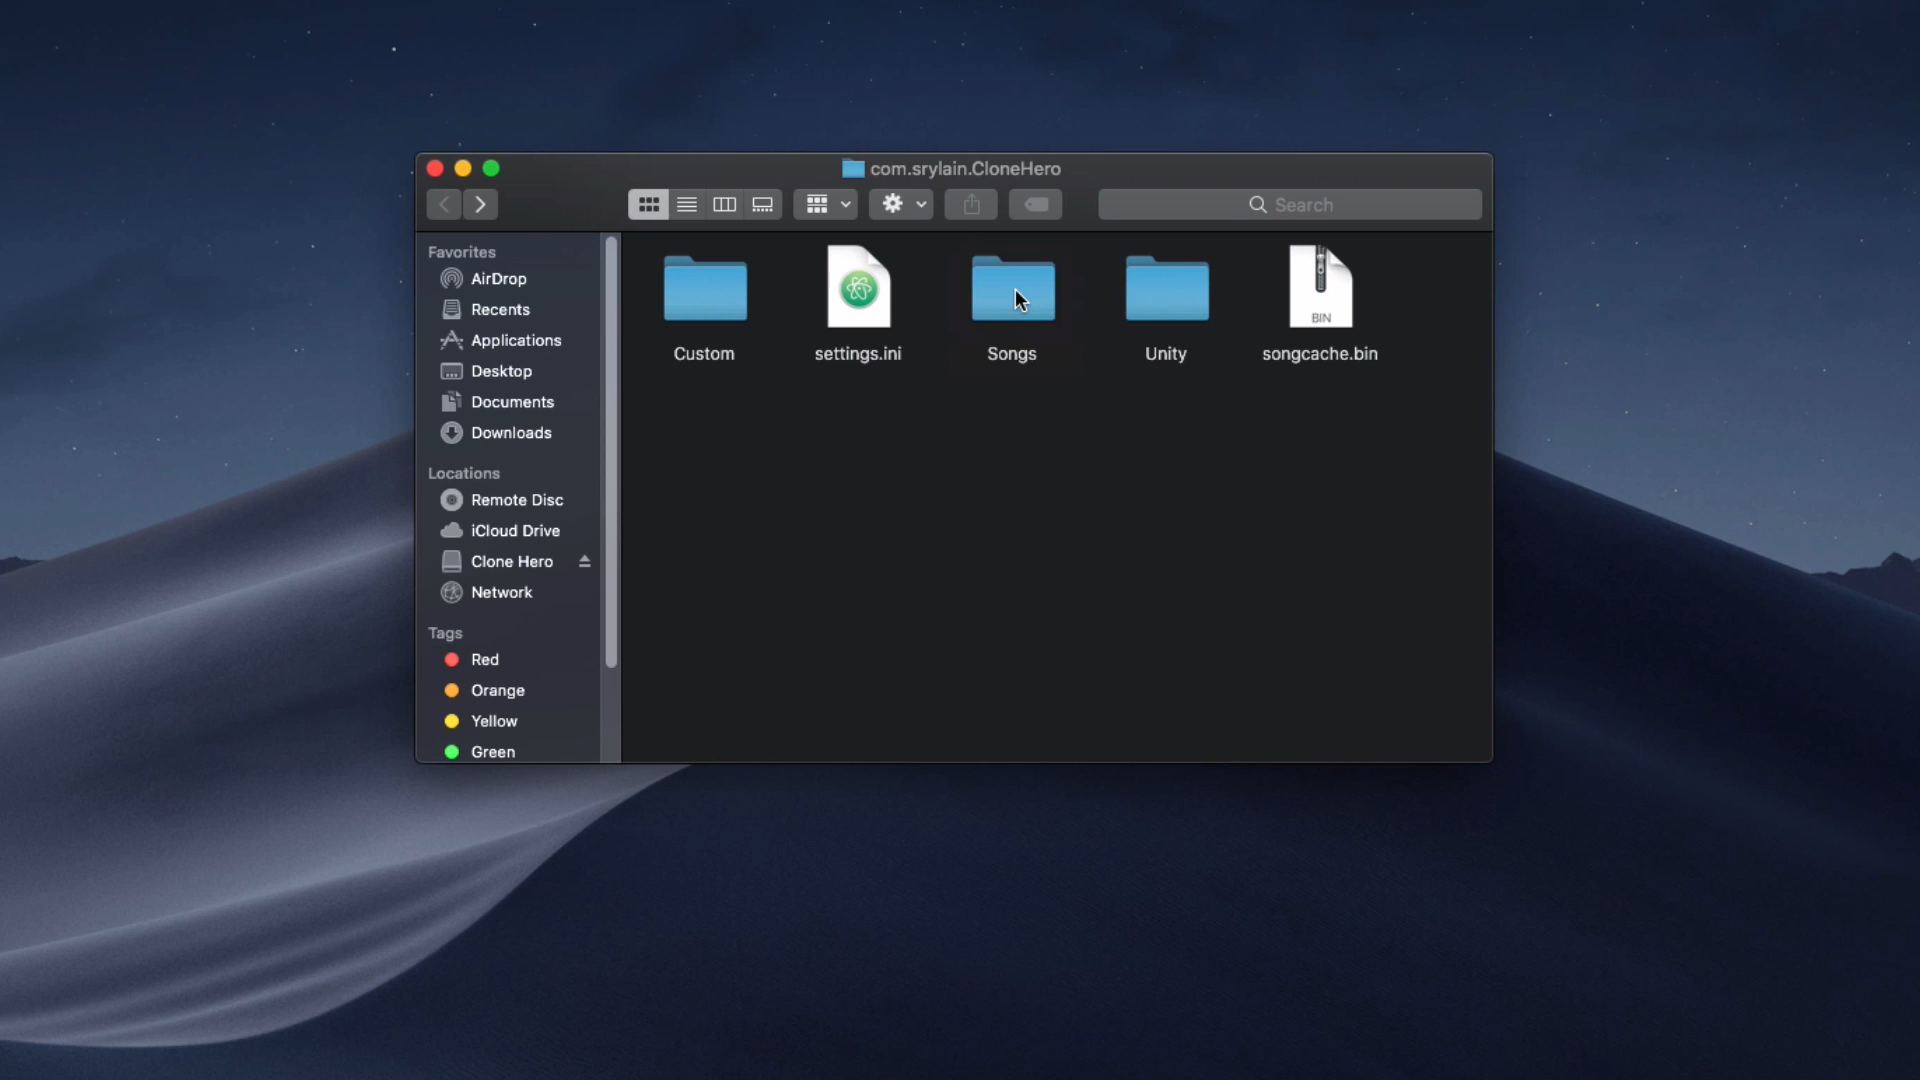 com.srylain.CloneHero
Search
Favorites
AirDrop
Recents
Applications
Desktop
Documents
Downloads
Locations
Remote Disc
iCloud Drive
Clone Hero
Network
Tags
Red
Orange
Yellow
Green
Custom
settings.ini
Songs
Unity
BIN
songcache.bin